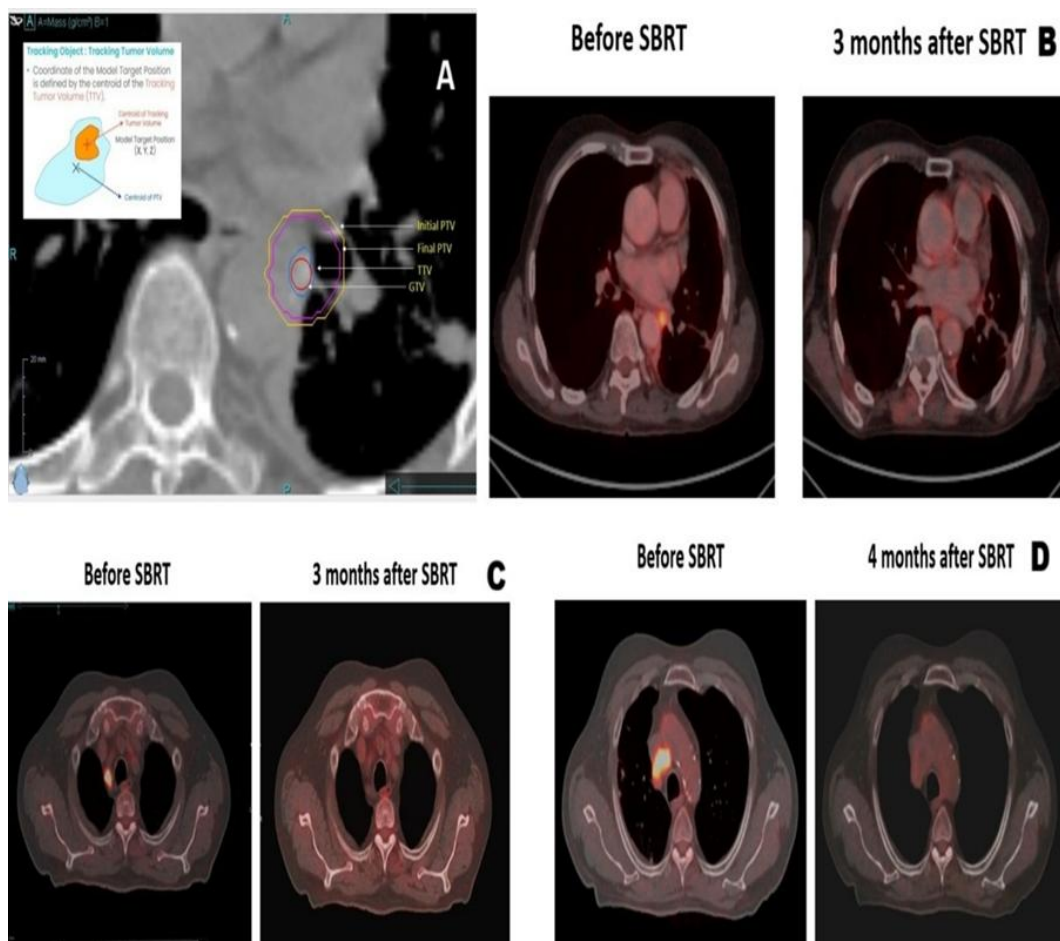 A A=Mass (g/cm³) B=1
A
Tracking Object : Tracking Tumor Volume
• Coordinate of the Model Target Position
is defined by the centroid of the Tracking
Tumor Volume (TTV).
Centroid of Tracking
Tumor Volume
Model Target Position
(X, Y, Z)
Centroid of PTV
A
R
Initial PTV
Final PTV
TTV
GTV
20 mm
P
Before SBRT
3 months after SBRT B
Before SBRT
3 months after SBRT C
Before SBRT
4 months after SBRT D